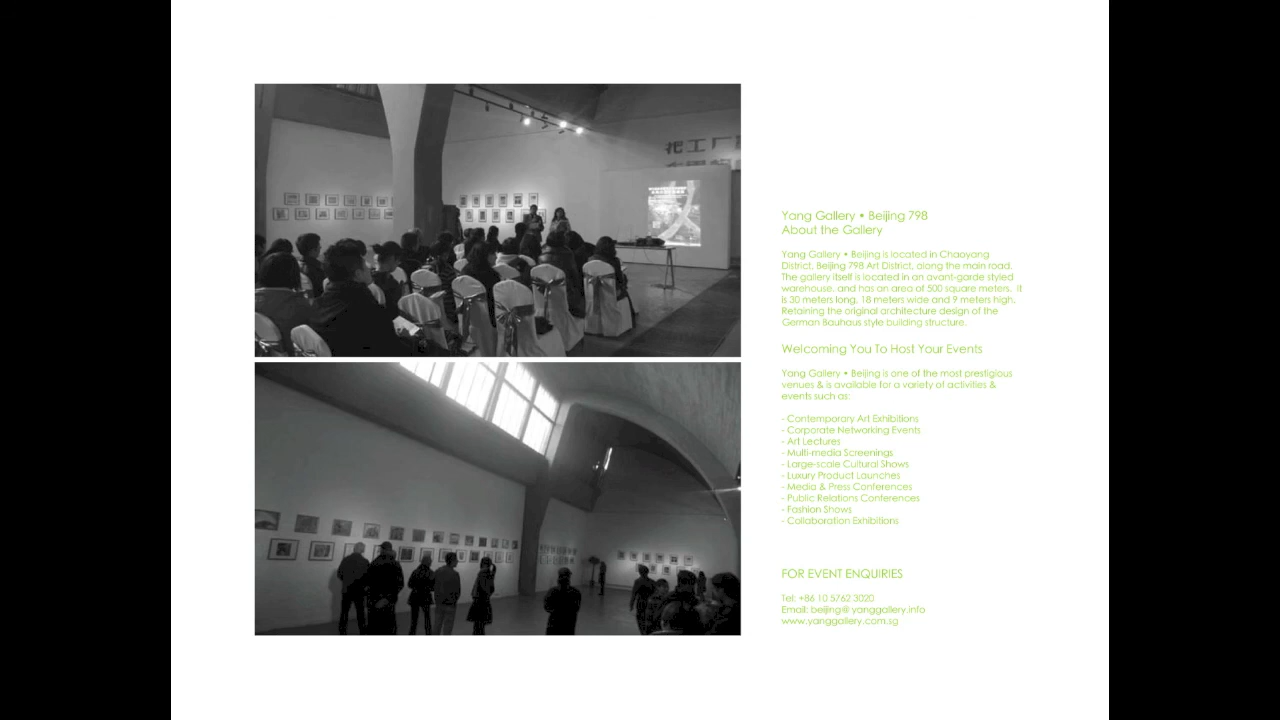 把工厂
Yang Gallery • Beijing 798
About the Gallery
Yang Gallery • Beijing is located in Chaoyang
District, Beijing 798 Art District, along the main road.
The gallery itself is located in an avant-garde styled
warehouse, and has an area of 500 square meters. It
is 30 meters long, 18 meters wide and 9 meters high.
Retaining the original architecture design of the
German Bauhaus style building structure.
Welcoming You To Host Your Events
Yang Gallery • Beijing is one of the most prestigious
venues & is available for a variety of activities &
events such as:
- Contemporary Art Exhibitions
- Corporate Networking Events
- Art Lectures
- Multi-media Screenings
- Large-scale Cultural Shows
- Luxury Product Launches
- Media & Press Conferences
- Public Relations Conferences
- Fashion Shows
- Collaboration Exhibitions
FOR EVENT ENQUIRIES
Tel: +86 10 5762 3020
Email: beijing@yanggallery.info
www.yanggallery.com.sg